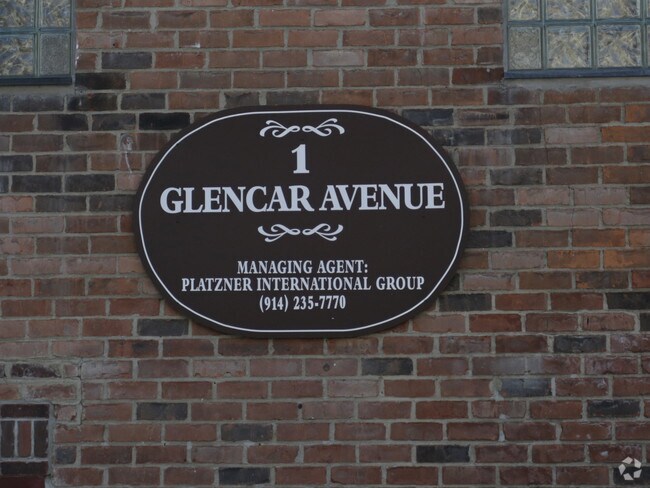 1
GLENCAR AVENUE
MANAGING AGENT:
PLATZNER INTERNATIONAL GROUP
(914) 235-7770